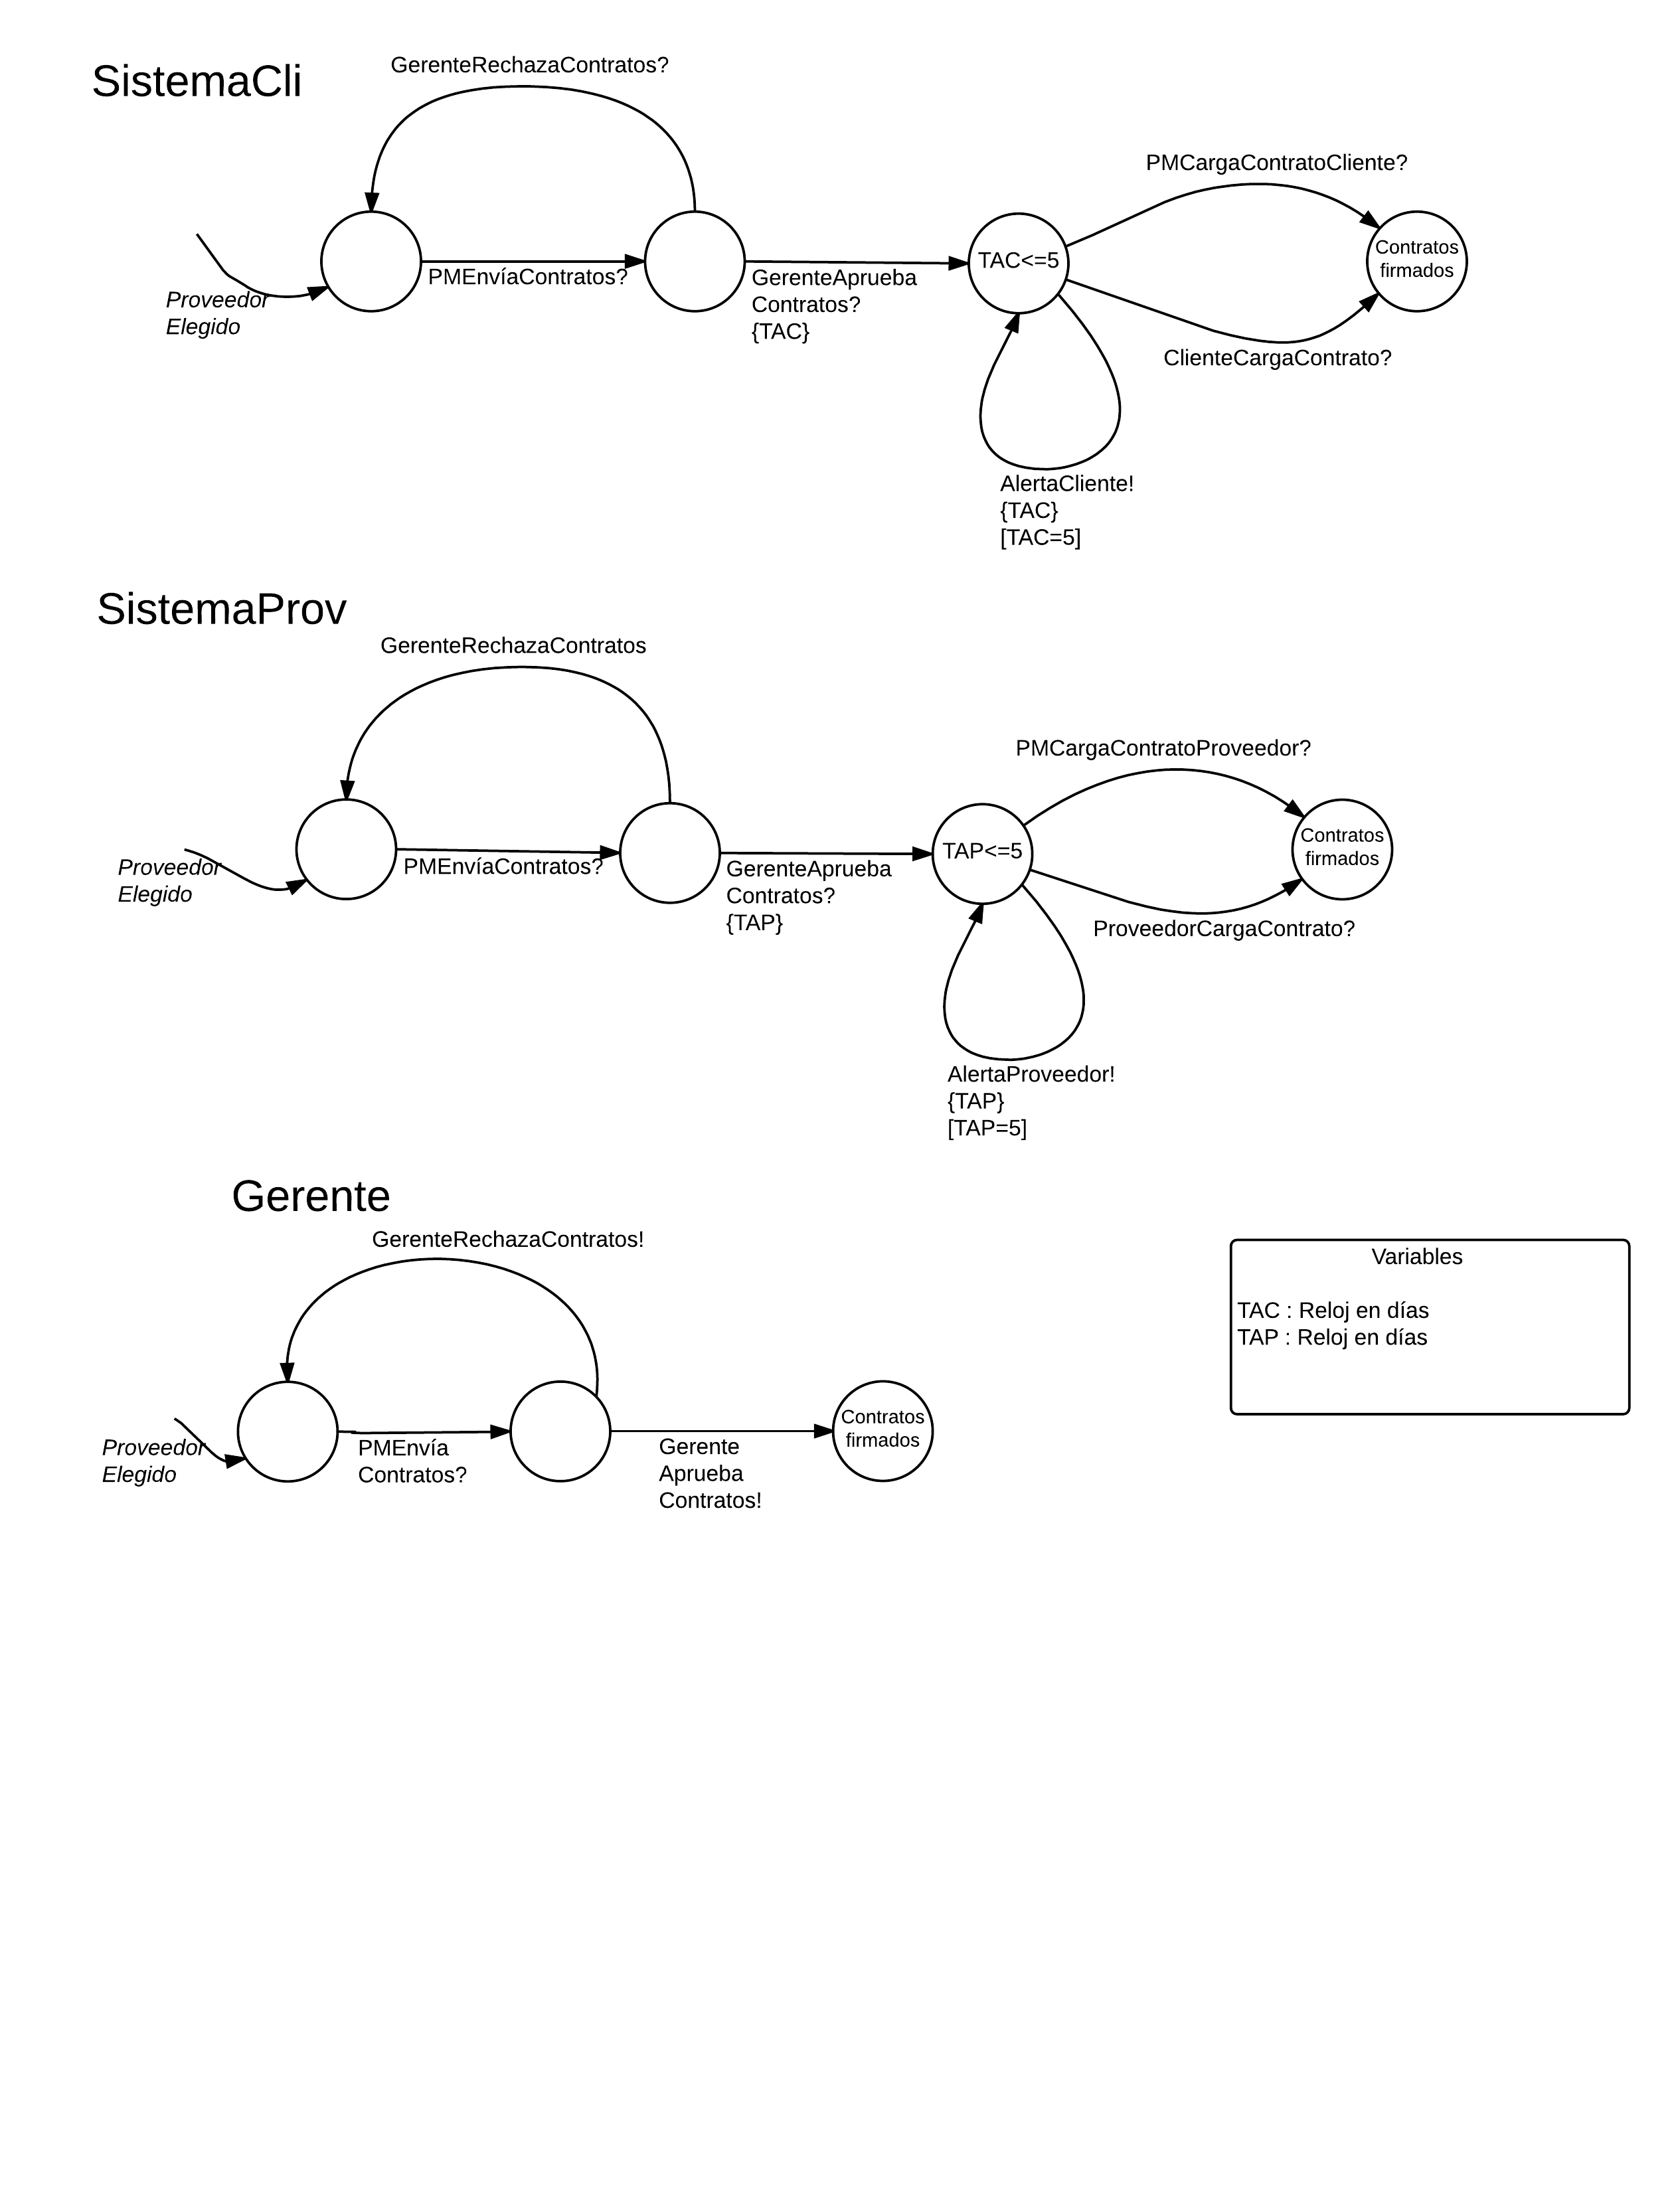 SistemaCli
GerenteRechazaContratos?
PMCargaContratoCliente?
Proveedor
Elegido
PMEnvíaContratos?
GerenteAprueba
Contratos?
{TAC}
TAC<=5
Contratos
firmados
ClienteCargaContrato?
AlertaCliente!
{TAC}
[TAC=5]
SistemaProv
GerenteRechazaContratos
PMCargaContratoProveedor?
Proveedor
Elegido
PMEnvíaContratos?
GerenteAprueba
Contratos?
{TAP}
TAP<=5
Contratos
firmados
ProveedorCargaContrato?
AlertaProveedor!
{TAP}
[TAP=5]
Gerente
GerenteRechazaContratos!
Proveedor
Elegido
PMEnvía
Contratos?
Gerente
Aprueba
Contratos!
Contratos
firmados
Variables
TAC : Reloj en días
TAP : Reloj en días